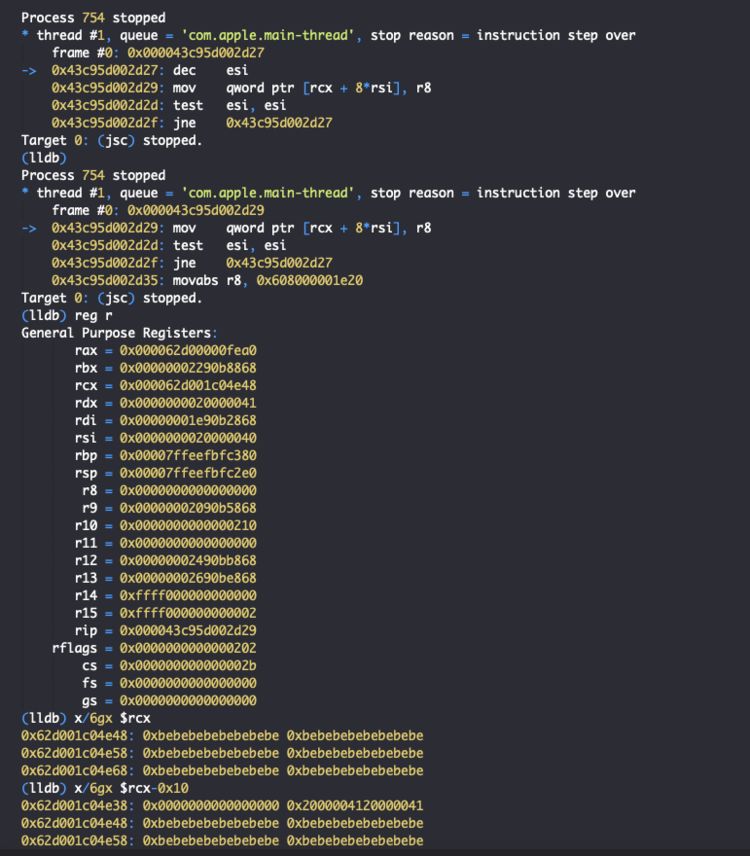 Process 754 stopped
* thread #1, queue = 'com.apple.main-thread', stop reason = instruction step over
frame #0: 0x000043c95d002d27
-> 0x43c95d002d27: dec esi
0x43c95d002d29: mov qword ptr [rcx + 8*rsi], r8
0x43c95d002d2d: test esi, esi
0x43c95d002d2f: jne 0x43c95d002d27
Target 0: (jsc) stopped.
(lldb)
Process 754 stopped
* thread #1, queue = 'com.apple.main-thread', stop reason = instruction step over
frame #0: 0x000043c95d002d29
-> 0x43c95d002d29: mov qword ptr [rcx + 8*rsi], r8
0x43c95d002d2d: test esi, esi
0x43c95d002d2f: jne 0x43c95d002d27
0x43c95d002d35: movabs r8, 0x608000001e20
Target 0: (jsc) stopped.
(lldb) reg r
General Purpose Registers:
rax = 0x000062d00000fea0
rbx = 0x00000002290b8868
rcx = 0x000062d001c04e48
rdx = 0x0000000020000041
rdi = 0x00000001e90b2868
rsi = 0x0000000020000040
rbp = 0x00007ffeefbfc380
rsp = 0x00007ffeefbfc2e0
r8 = 0x0000000000000000
r9 = 0x00000002090b5868
r10 = 0x0000000000000210
r11 = 0x0000000000000000
r12 = 0x00000002490bb868
r13 = 0x00000002690be868
r14 = 0xffff000000000000
r15 = 0xffff000000000002
rip = 0x000043c95d002d29
rflags = 0x0000000000000202
cs = 0x000000000000002b
fs = 0x0000000000000000
gs = 0x0000000000000000
(lldb) x/6gx $rcx
0x62d001c04e48: 0xbebebebebebebebe 0xbebebebebebebebe
0x62d001c04e58: 0xbebebebebebebebe 0xbebebebebebebebe
0x62d001c04e68: 0xbebebebebebebebe 0xbebebebebebebebe
(lldb) x/6gx $rcx-0x10
0x62d001c04e38: 0x0000000000000000 0x2000004120000041
0x62d001c04e48: 0xbebebebebebebebe 0xbebebebebebebebe
0x62d001c04e58: 0xbebebebebebebebe 0xbebebebebebebebe